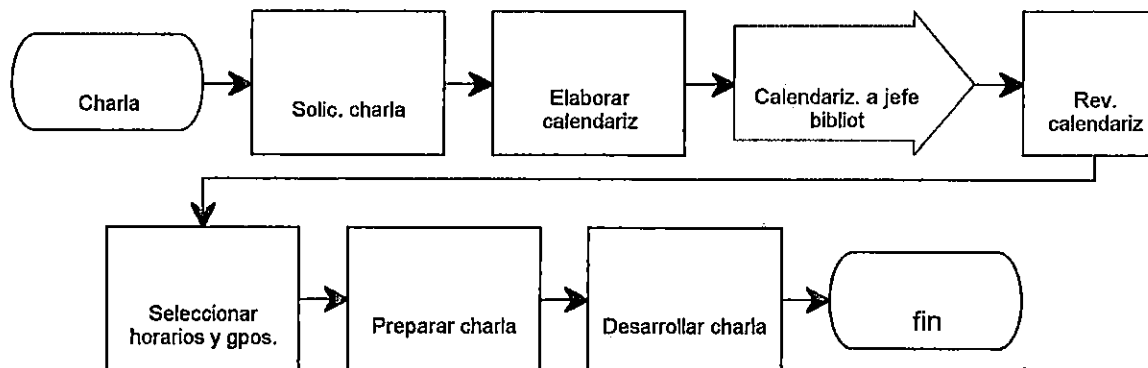 Charla
Solic. charla
Elaborar
calendariz
Calendariz. a jefe
bibliot
Rev.
calendariz
Seleccionar
horarios y gpos.
Preparar charla
Desarrollar charla
fin